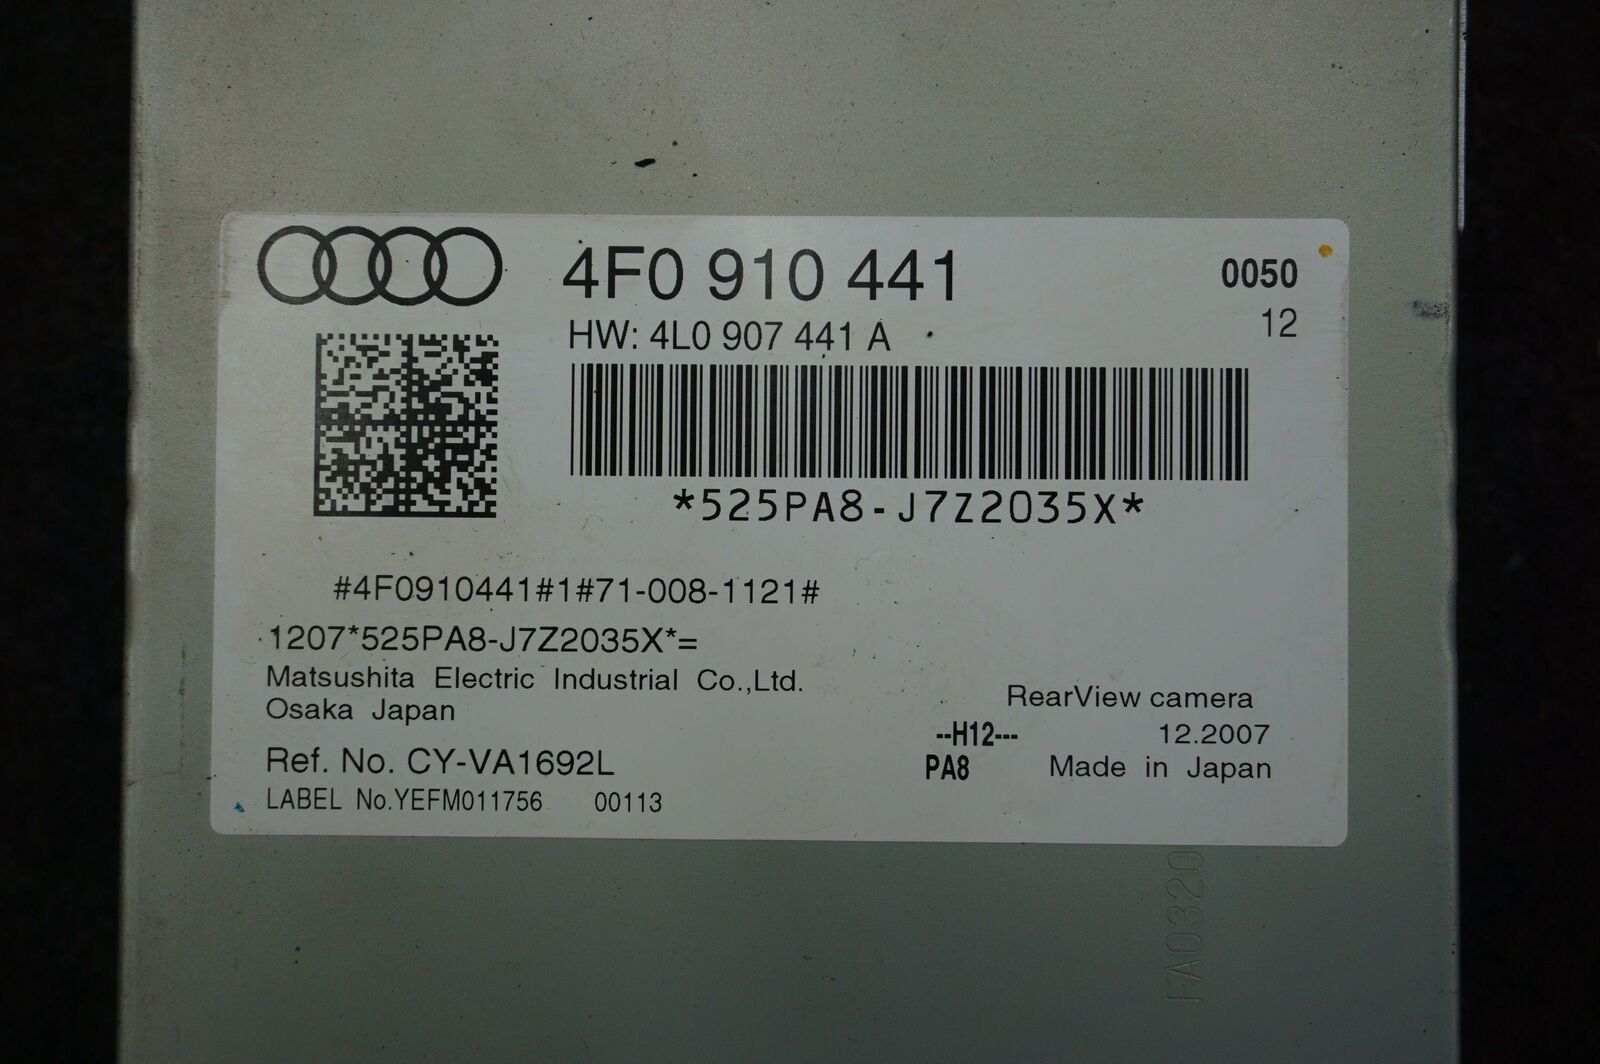 4F0 910 441
0050
HW: 4L0 907 441 A
12
*525PA8-J7Z2035X*
#4F0910441#1#71-008-1121#
1207*525PA8-J7Z2035X*=
Matsushita Electric Industrial Co.,Ltd.
Osaka Japan
RearView camera
--H12---
12.2007
Ref. No. CY-VA1692L
PA8
Made in Japan
LABEL No.YEFM011756 00113
FA0320